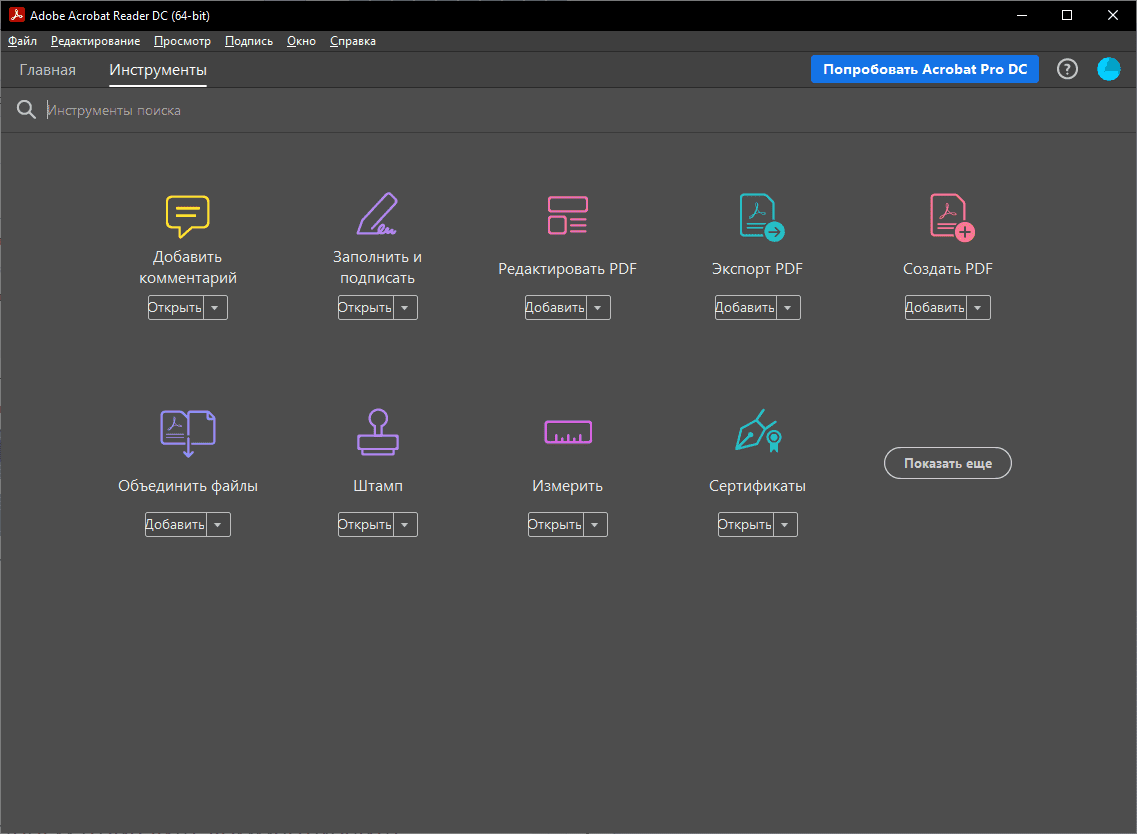 Adobe Acrobat Reader DC (64-bit)
Файл Редактирование Просмотр Подпись Окно Справка
Главная Инструменты Попробовать Acrobat Pro DC ?
Инструменты поиска
Добавить
комментарий
Открыть
Заполнить и
подписать
Открыть
Редактировать PDF
Добавить
Экспорт PDF
Добавить
Создать PDF
Добавить
Объединить файлы
Добавить
Штамп
Открыть
Измерить
Открыть
Сертификаты
Открыть
Показать еще